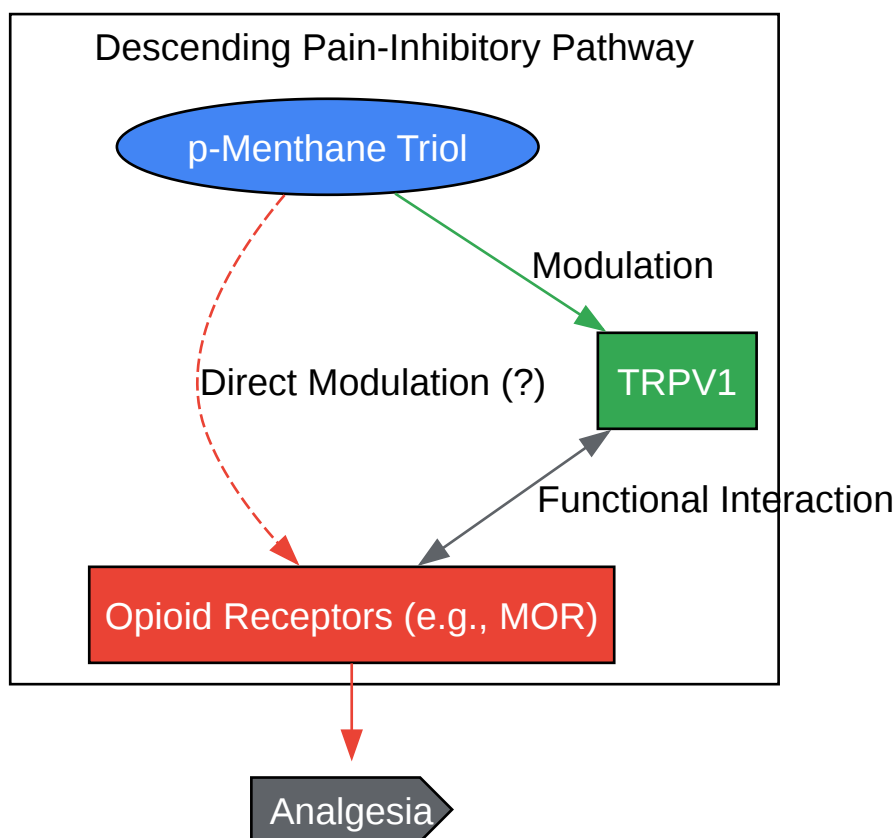 Descending Pain-Inhibitory Pathway
p-Menthane Triol
Modulation
Direct Modulation (?)
TRPV1
Functional Interaction
Opioid Receptors (e.g., MOR)
Analgesia